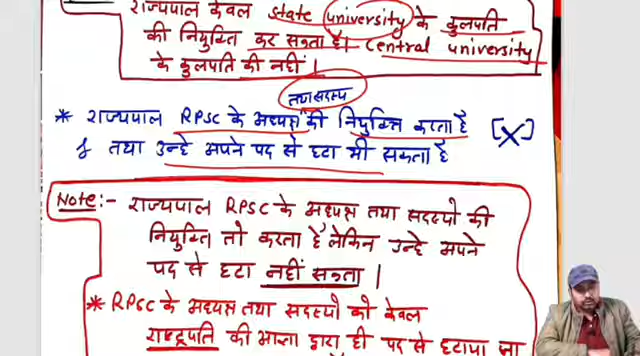 राज्यपाल केवल state university के कुलपति
की नियुक्ति कर सकता है। central university
के कुलपति की नहीं।
तथा सदस्य
* राज्यपाल RPSC के अध्यक्ष की नियुक्ति करता है [X]
तथा उन्हे अपने पद से हटा भी सकता है
Note:- राज्यपाल RPSC के अध्यक्ष तथा सदस्यो की
नियुक्ति तो करता है लेकिन उन्हे अपने
पद से हटा नहीं सकता।
* RPSC के अध्यक्ष तथा सदस्यो को केवल
राष्ट्रपति की आज्ञा द्वारा ही पद से हटाया जा